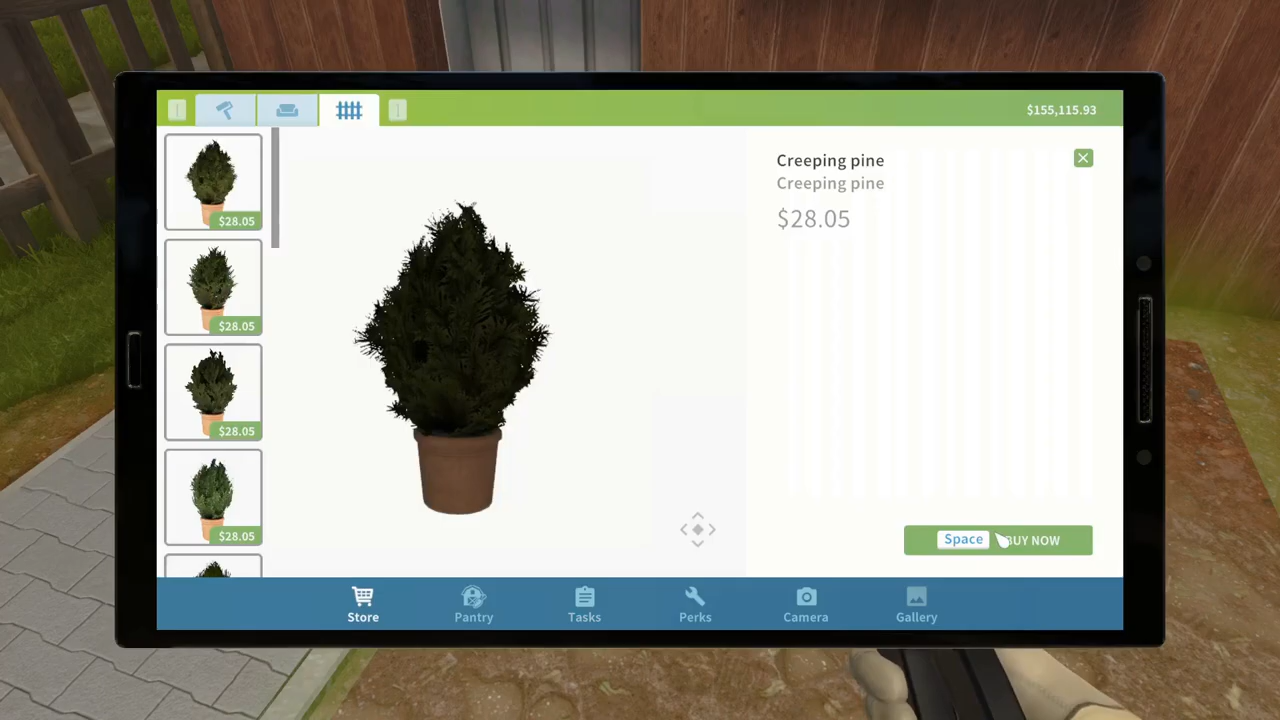 $155,115.93
$28.05
$28.05
$28.05
$28.05
Creeping pine
Creeping pine
$28.05
Space BUY NOW
Store
Pantry
Tasks
Perks
Camera
Gallery